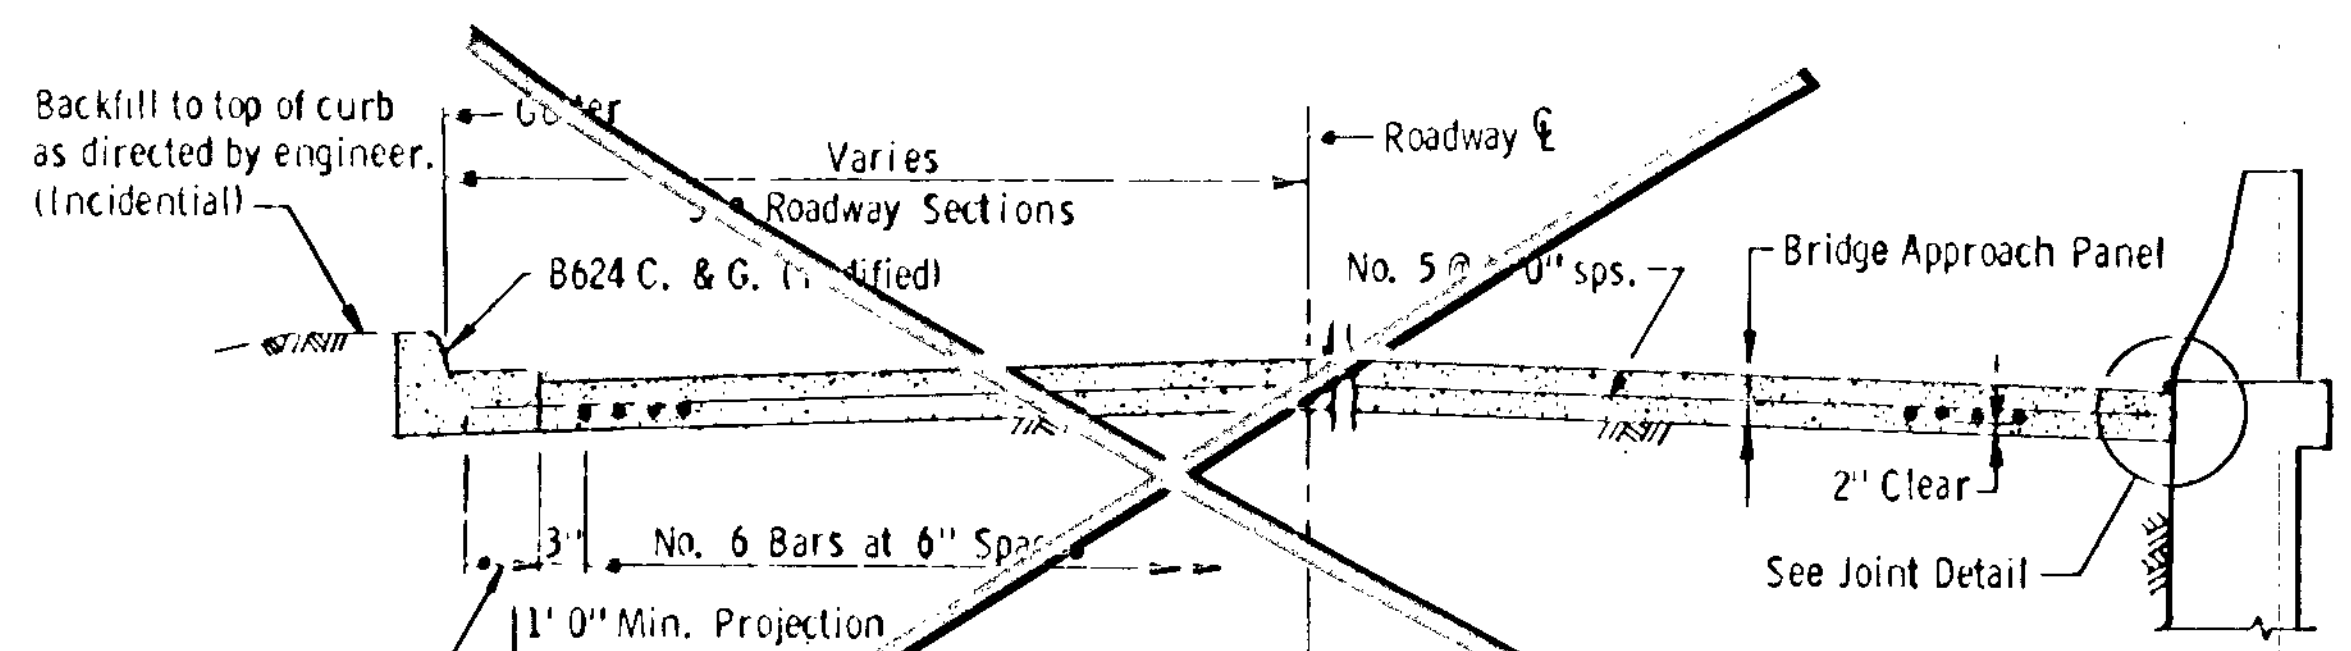 Backfill to top of curb
as directed by engineer.
(Incidential)
Varies
Roadway Sections
Roadway ℄
B624 C. & G.
No. 5 @ sps.
Bridge Approach Panel
2" Clear
See Joint Detail
3"
No. 6 Bars at 6"
1' 0" Min. Projection